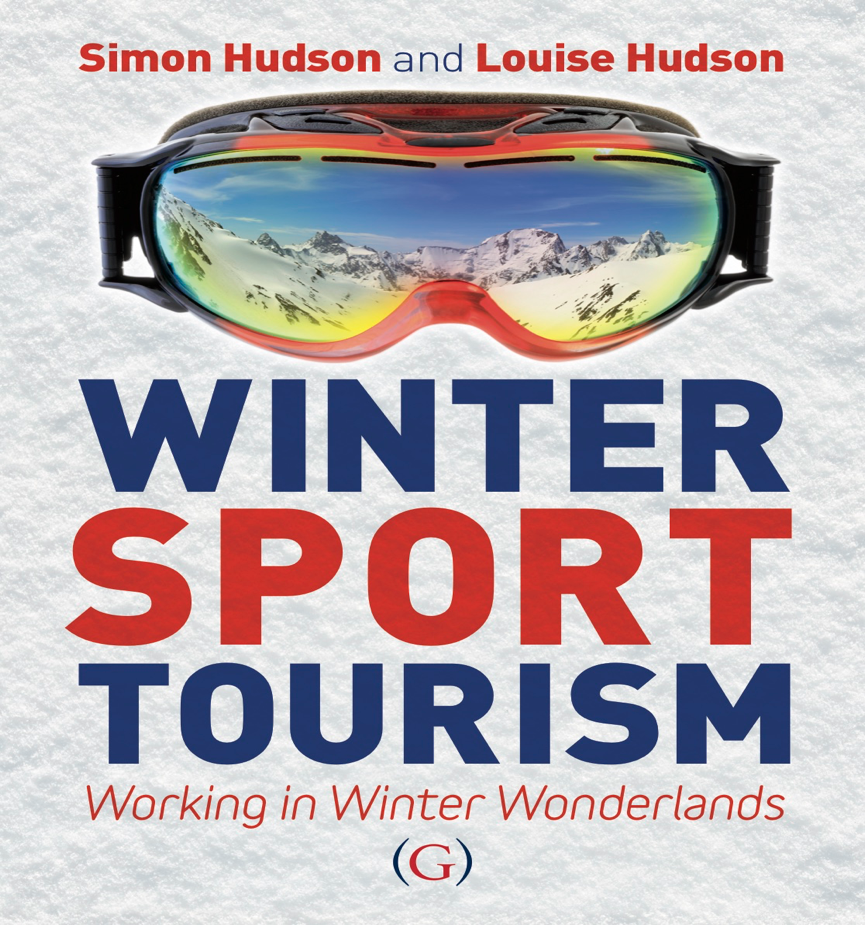 Simon Hudson and Louise Hudson
WINTER
SPORT
TOURISM
Working in Winter Wonderlands
(G)